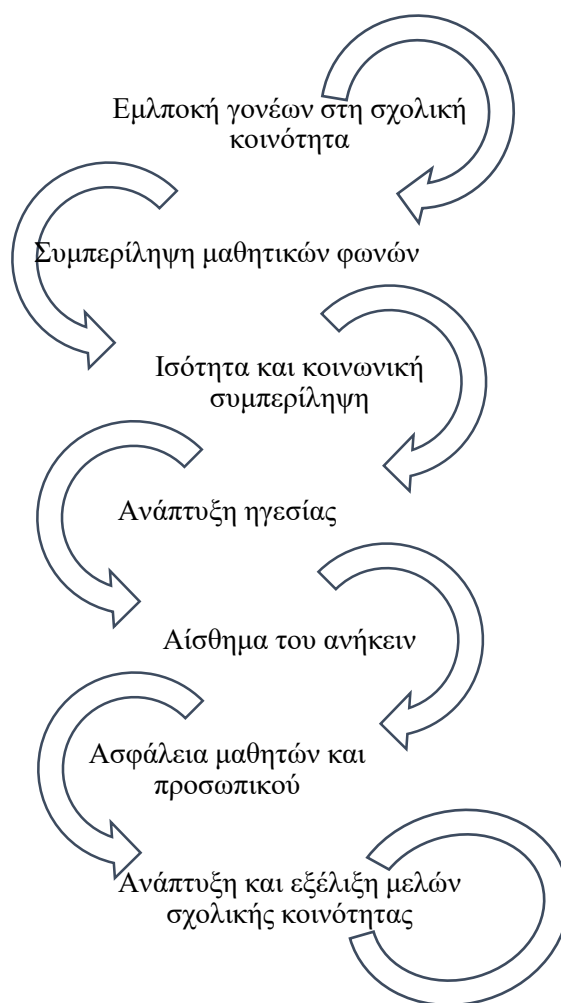 Εμλποκή γονέων στη σχολική
κοινότητα
Συμπερίληψη μαθητικών φωνών
Ισότητα και κοινωνική
συμπερίληψη
Ανάπτυξη ηγεσίας
Αίσθημα του ανήκειν
Ασφάλεια μαθητών και
προσωπικού
Ανάπτυξη και εξέλιξη μελών
σχολικής κοινότητας